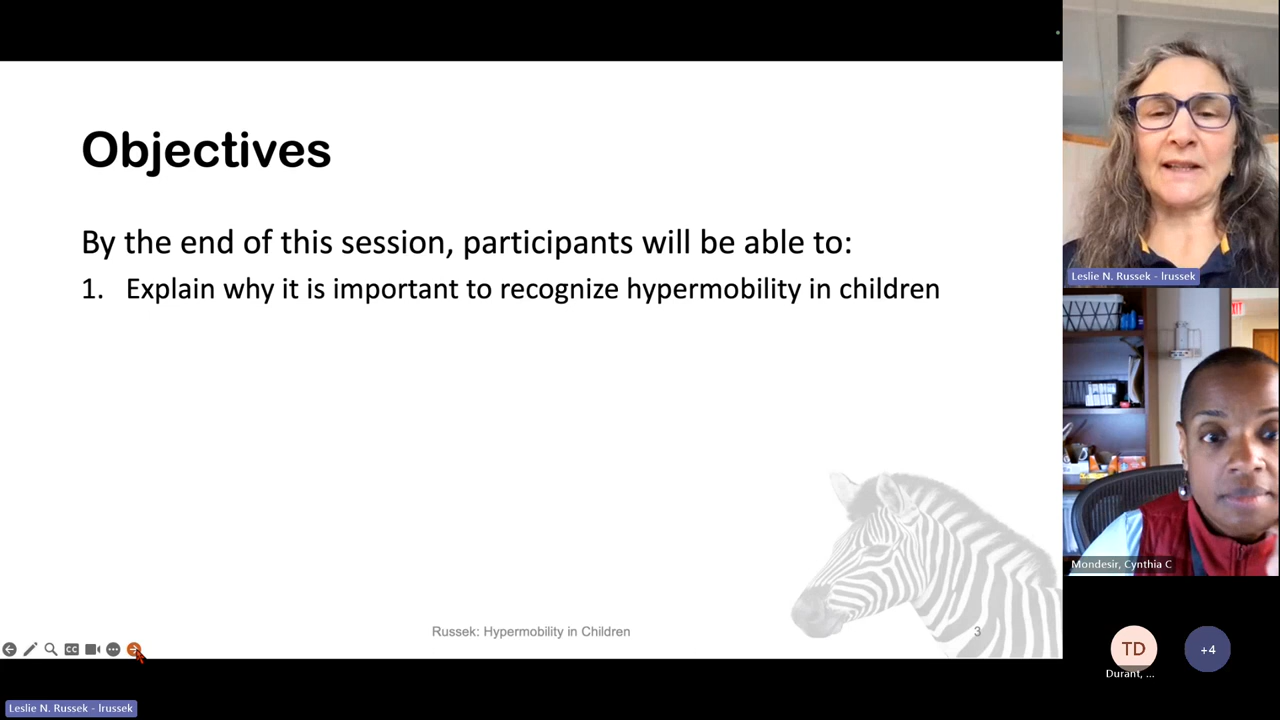 Objectives
By the end of this session, participants will be able to:
1. Explain why it is important to recognize hypermobility in children
Russek: Hypermobility in Children
3
CC
Leslie N. Russek - lrussek
Leslie N. Russek - lrussek
Mondesir, Cynthia C
TD
Durant, ...
+4